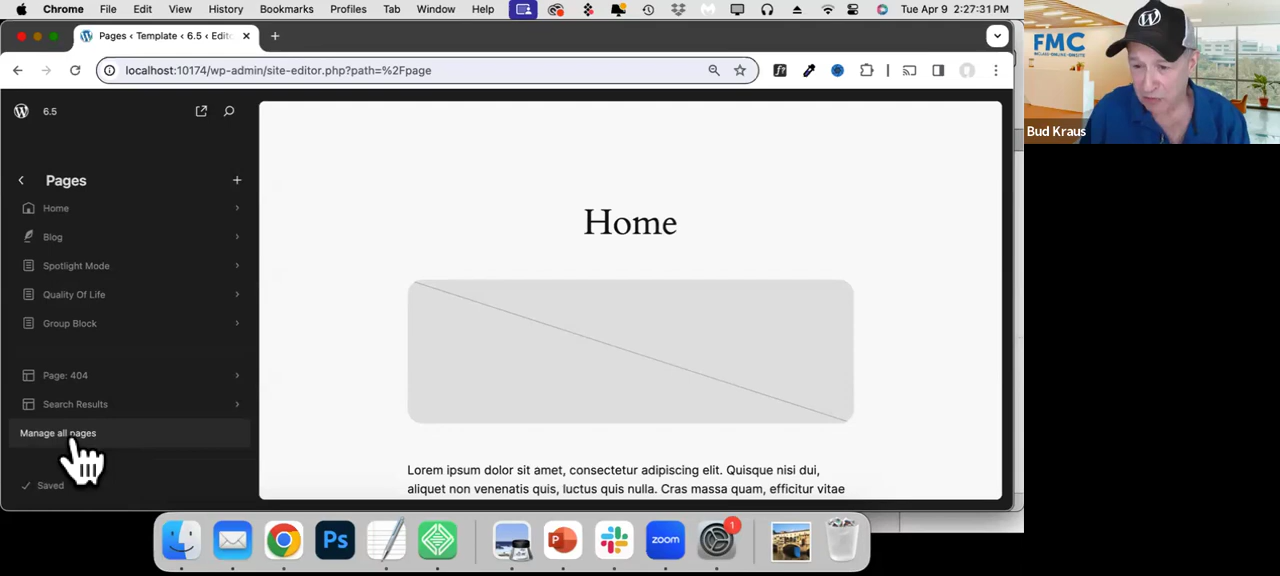 Chrome File Edit View History Bookmarks Profiles Tab Window Help
Tue Apr 9 2:27:31 PM
Pages ‹ Template ‹ 6.5 ‹ Edit
localhost:10174/wp-admin/site-editor.php?path=%2Fpage
6.5
Pages
Home
Blog
Spotlight Mode
Quality Of Life
Group Block
Page: 404
Search Results
Manage all pages
Saved
Home
Lorem ipsum dolor sit amet, consectetur adipiscing elit. Quisque nisi dui,
aliquet non venenatis quis, luctus quis nulla. Cras massa quam, efficitur vitae
FMC
Bud Kraus
Ps
zoom
1